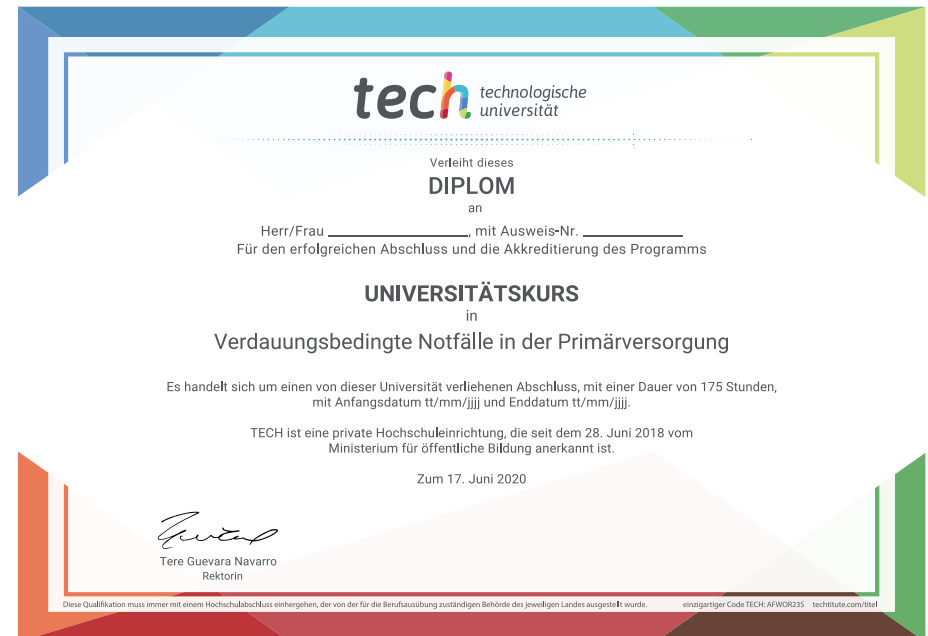 tech technologische
universität
Verleiht dieses
DIPLOM
an
Herr/Frau ____________________, mit Ausweis-Nr. ______________
Für den erfolgreichen Abschluss und die Akkreditierung des Programms
UNIVERSITÄTSKURS
in
Verdauungsbedingte Notfälle in der Primärversorgung
Es handelt sich um einen von dieser Universität verliehenen Abschluss, mit einer Dauer von 175 Stunden,
mit Anfangsdatum tt/mm/jjjj und Enddatum tt/mm/jjjj.
TECH ist eine private Hochschuleinrichtung, die seit dem 28. Juni 2018 vom
Ministerium für öffentliche Bildung anerkannt ist.
Zum 17. Juni 2020
Tere Guevara Navarro
Rektorin
Diese Qualifikation muss immer mit einem Hochschulabschluss einhergehen, der von der für die Berufsausübung zuständigen Behörde des jeweiligen Landes ausgestellt wurde. einzigartiger Code TECH: AFWOR23S techtitute.com/titel